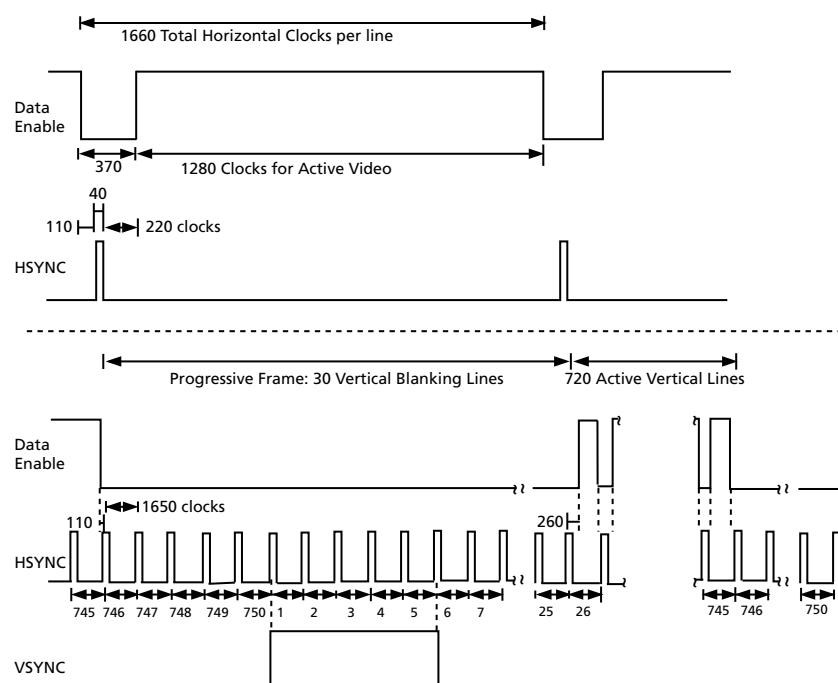 1660 Total Horizontal Clocks per line
Data
Enable
370
1280 Clocks for Active Video
40
110
220 clocks
HSYNC
Progressive Frame: 30 Vertical Blanking Lines
720 Active Vertical Lines
Data
Enable
1650 clocks
110
260
HSYNC
745 746 747 748 749 750 1 2 3 4 5 6 7 25 26 745 746 750
VSYNC